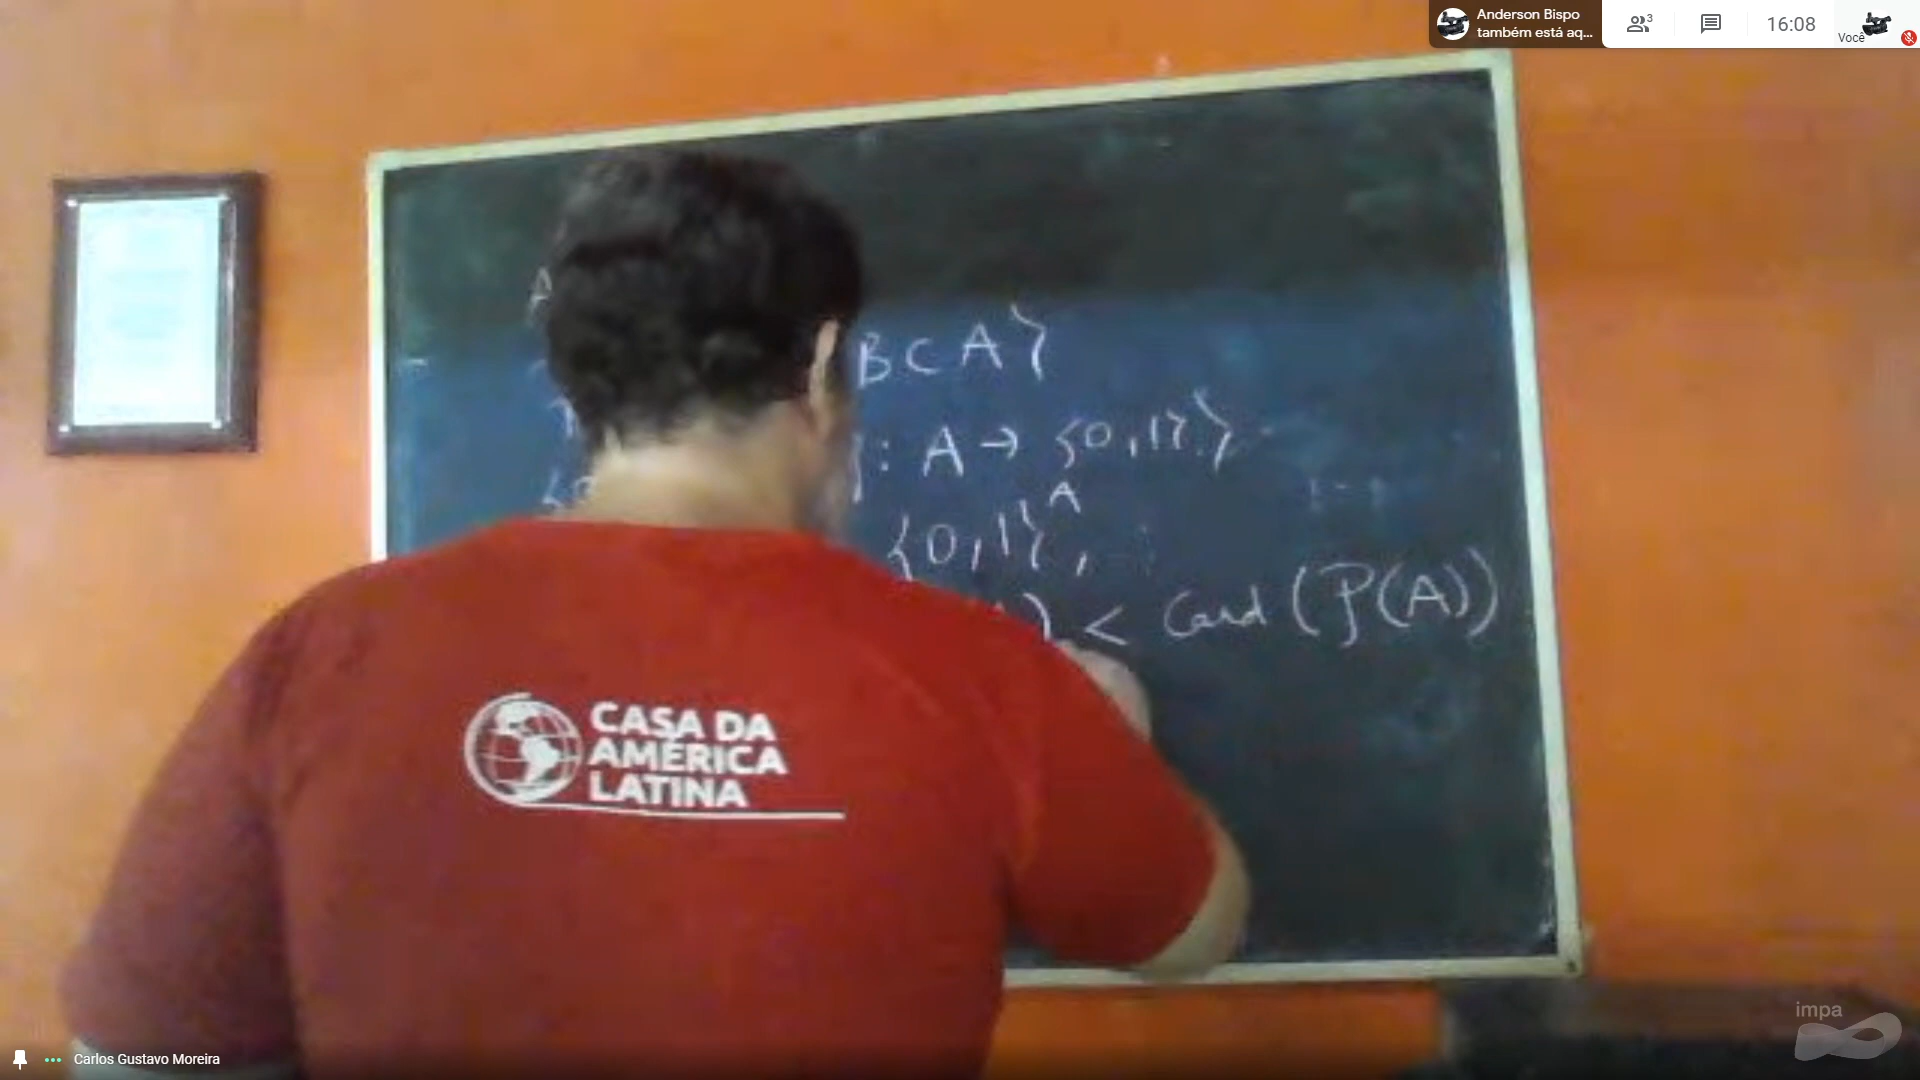 Anderson Bispo
também está aq...
3
16:08
Você
B ⊂ A}
: A → {0,1}}
{0,1}^A,
) < Card (P(A))
CASA DA
AMÉRICA
LATINA
Carlos Gustavo Moreira
impa